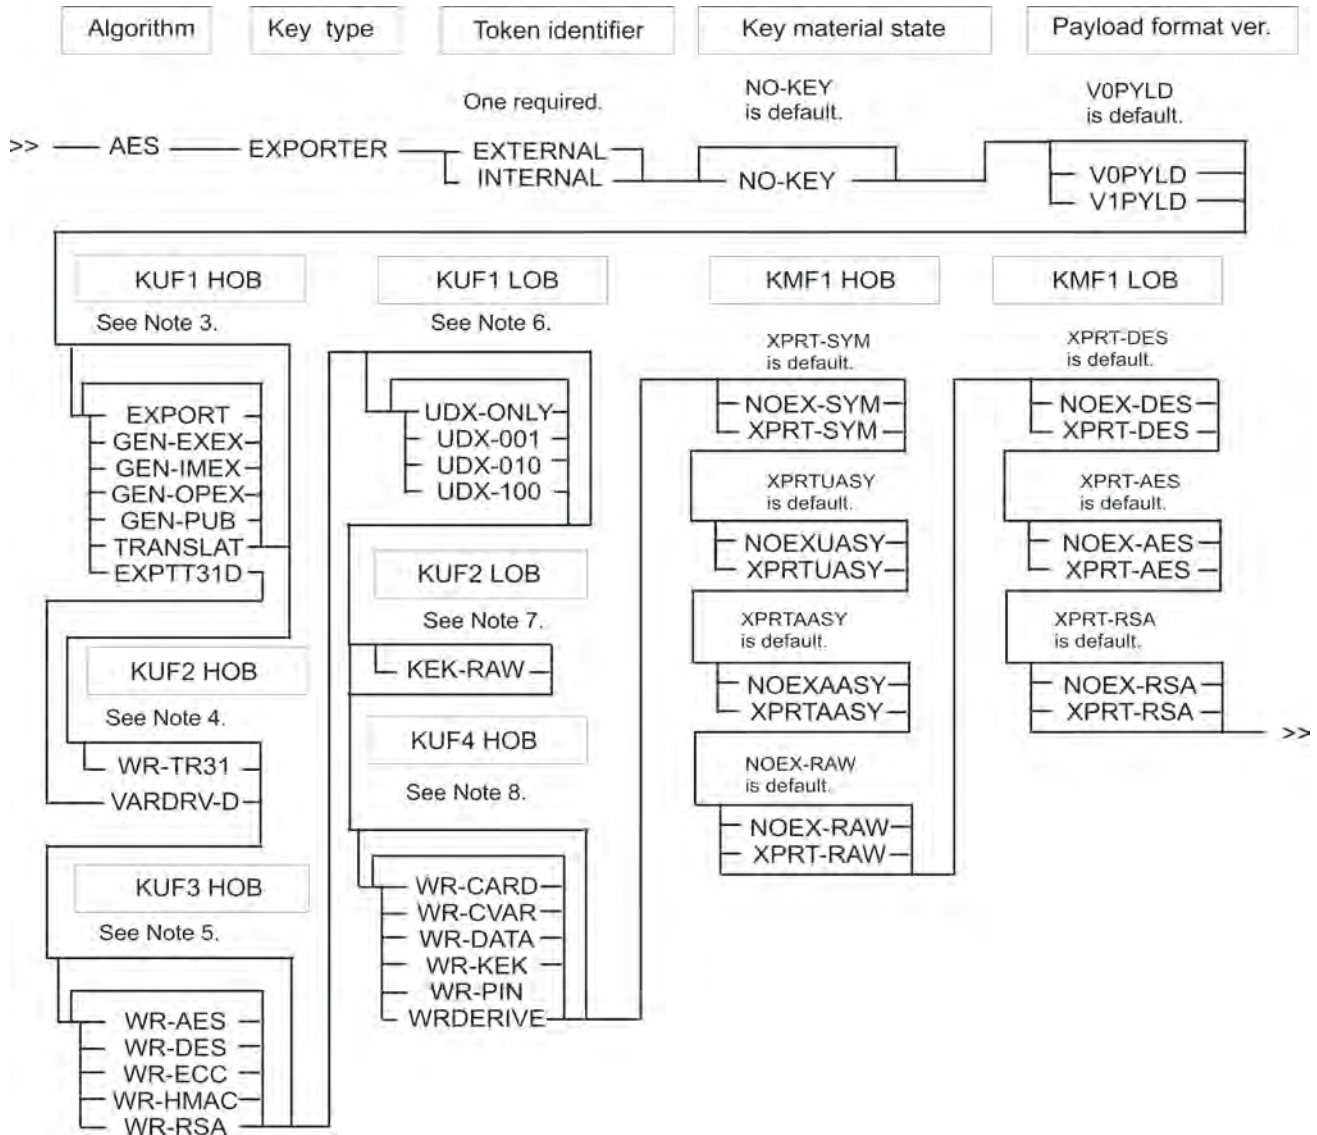 Algorithm
Key type
Token identifier
Key material state
Payload format ver.
One required.
NO-KEY
is default.
V0PYLD
is default.
>>
AES
EXPORTER
EXTERNAL
INTERNAL
NO-KEY
V0PYLD
V1PYLD
KUF1 HOB
See Note 3.
EXPORT
GEN-EXEX
GEN-IMEX
GEN-OPEX
GEN-PUB
TRANSLAT
EXPTT31D
KUF2 HOB
See Note 4.
WR-TR31
VARDRV-D
KUF3 HOB
See Note 5.
WR-AES
WR-DES
WR-ECC
WR-HMAC
WR-RSA
KUF1 LOB
See Note 6.
UDX-ONLY
UDX-001
UDX-010
UDX-100
KUF2 LOB
See Note 7.
KEK-RAW
KUF4 HOB
See Note 8.
WR-CARD
WR-CVAR
WR-DATA
WR-KEK
WR-PIN
WRDERIVE
KMF1 HOB
XPRT-SYM
is default.
NOEX-SYM
XPRT-SYM
XPRTUASY
is default.
NOEXUASY
XPRTUASY
XPRTAASY
is default.
NOEXAASY
XPRTAASY
NOEX-RAW
is default.
NOEX-RAW
XPRT-RAW
KMF1 LOB
XPRT-DES
is default.
NOEX-DES
XPRT-DES
XPRT-AES
is default.
NOEX-AES
XPRT-AES
XPRT-RSA
is default.
NOEX-RSA
XPRT-RSA
>>